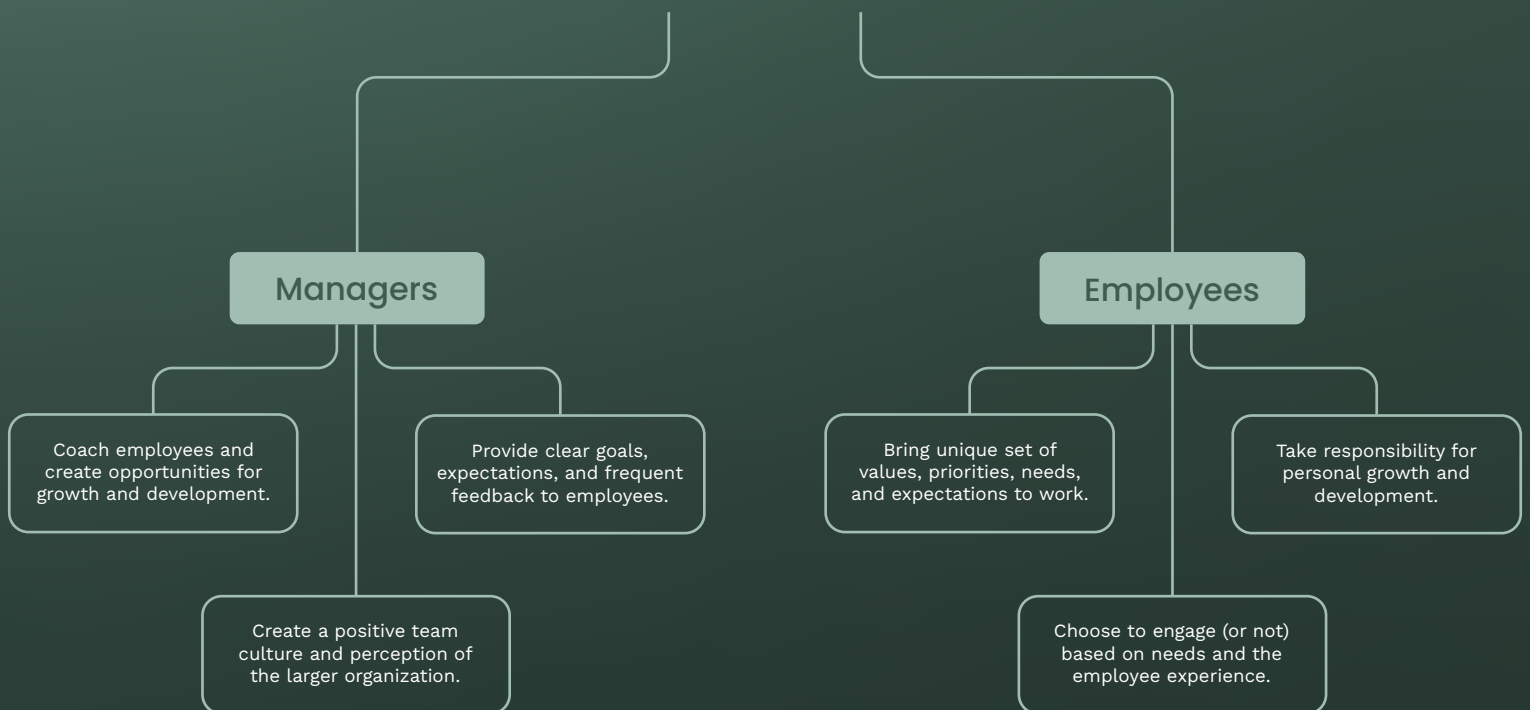 Managers
Employees
Coach employees and
create opportunities for
growth and development.
Provide clear goals,
expectations, and frequent
feedback to employees.
Bring unique set of
values, priorities, needs,
and expectations to work.
Take responsibility for
personal growth and
development.
Create a positive team
culture and perception of
the larger organization.
Choose to engage (or not)
based on needs and the
employee experience.